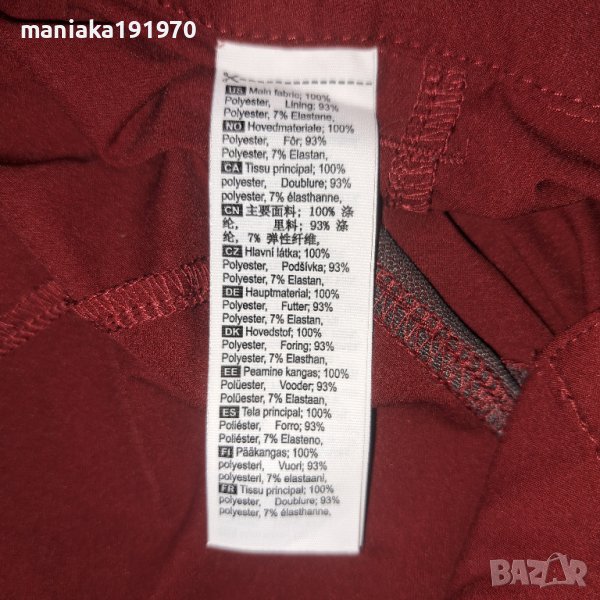 maniaka191970
US Main fabric; 100%
Polyester, Lining; 93%
Polyester, 7% Elastene,
NO Hovedmateriale; 100%
Polyester, Fôr; 93%
Polyester, 7% Elastan,
CA Tissu principal; 100%
polyester, Doublure; 93%
polyester, 7% élasthanne,
CN 主要面料; 100% 涤
纶, 里料; 93% 涤
纶, 7% 弹性纤维,
CZ Hlavní látka; 100%
Polyester, Podšívka; 93%
Polyester, 7% Elastan,
DE Hauptmaterial; 100%
Polyester, Futter; 93%
Polyester, 7% Elastan,
DK Hovedstof; 100%
Polyester, Foring; 93%
Polyester, 7% Elasthan,
EE Peamine kangas; 100%
Polüester, Vooder; 93%
Polüester, 7% Elastaan,
ES Tela principal; 100%
Poliéster, Forro; 93%
Poliéster, 7% Elasteno,
FI Pääkangas; 100%
polyesteri, Vuori; 93%
polyesteri, 7% elastaani,
FR Tissu principal; 100%
polyester, Doublure; 93%
polyester, 7% élasthanne,
BAZAR